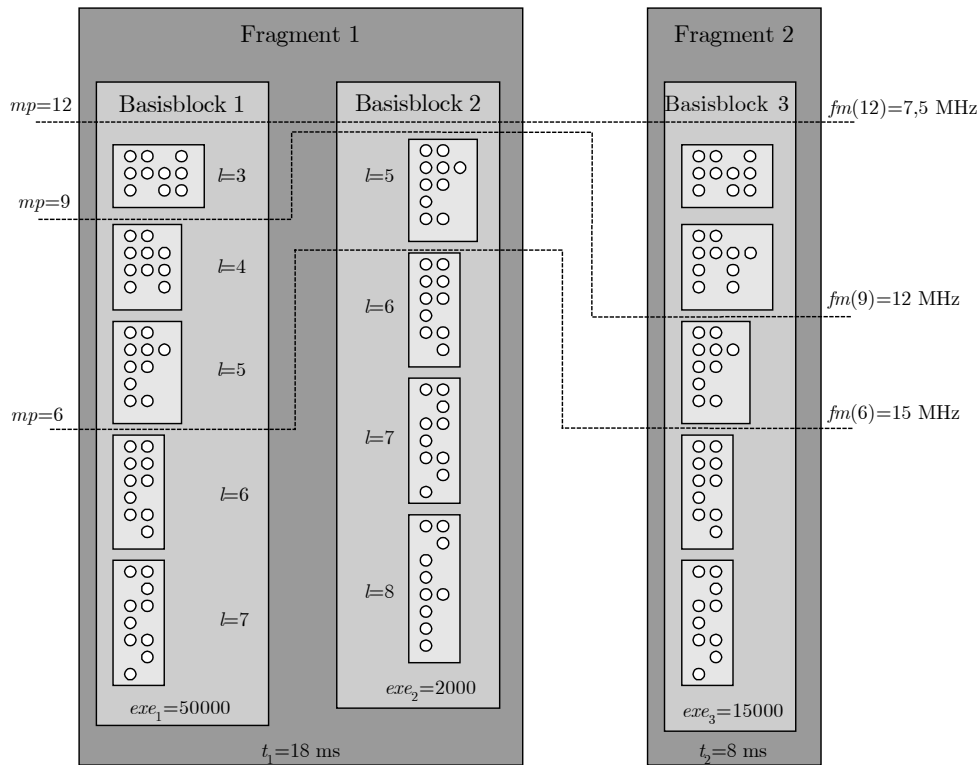 Fragment 1
Fragment 2
Basisblock 1
Basisblock 2
Basisblock 3
mp=12
fm(12)=7,5 MHz
l=3
l=5
mp=9
l=4
l=6
fm(9)=12 MHz
l=5
mp=6
fm(6)=15 MHz
l=7
l=6
l=8
l=7
exe₁=50000
exe₂=2000
exe₃=15000
t₁=18 ms
t₂=8 ms